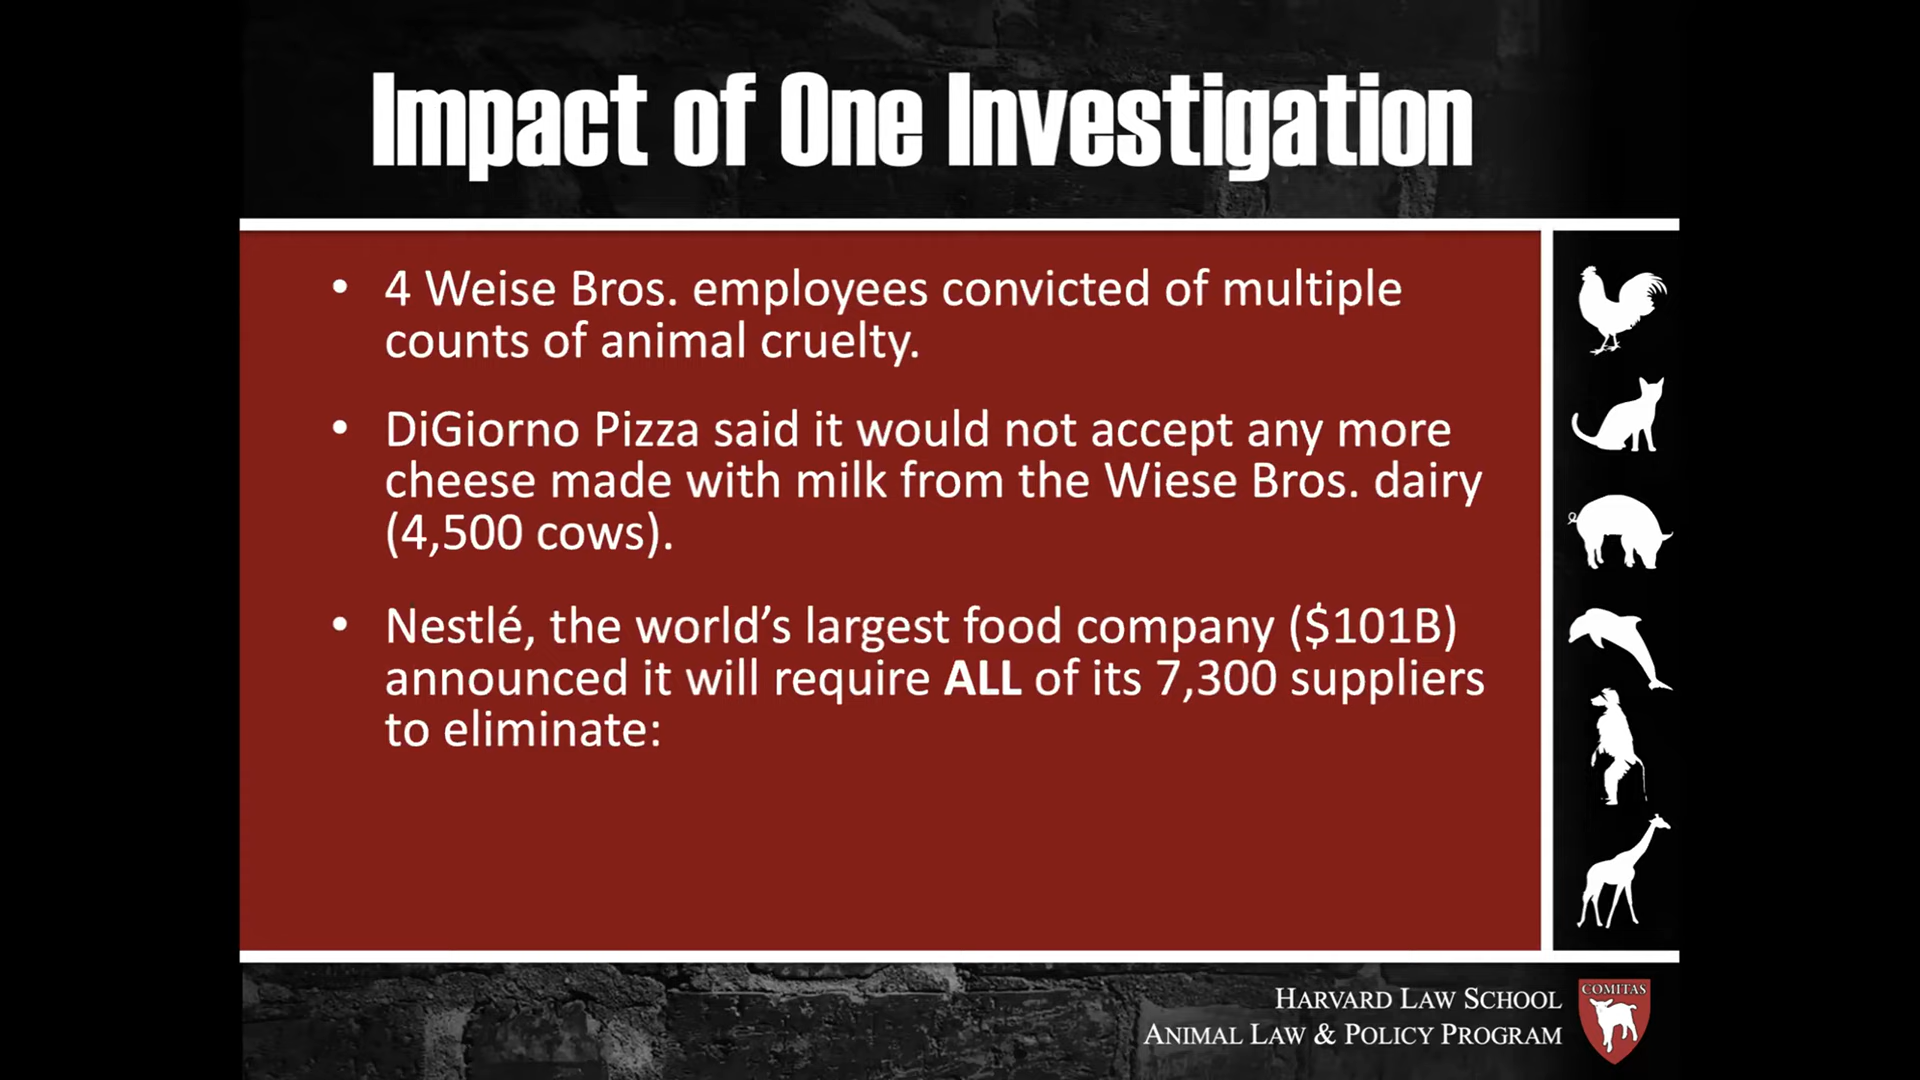 Impact of One Investigation
• 4 Weise Bros. employees convicted of multiple
counts of animal cruelty.
• DiGiorno Pizza said it would not accept any more
cheese made with milk from the Wiese Bros. dairy
(4,500 cows).
• Nestlé, the world’s largest food company ($101B)
announced it will require ALL of its 7,300 suppliers
to eliminate:
HARVARD LAW SCHOOL
ANIMAL LAW & POLICY PROGRAM
COMITAS